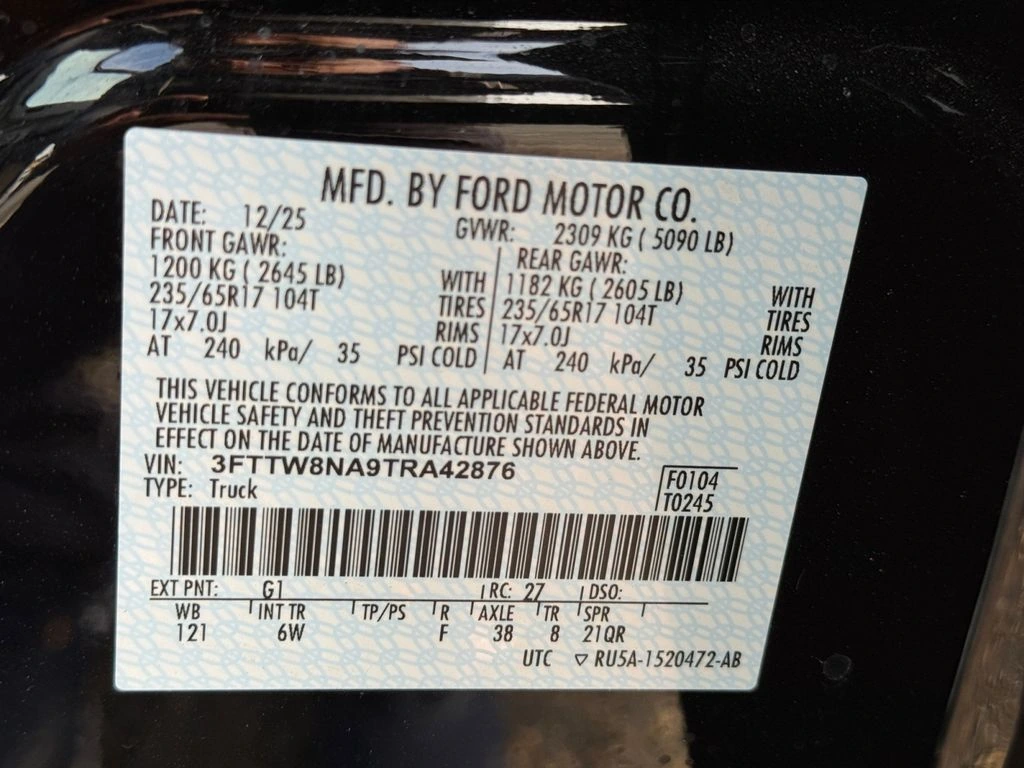 MFD. BY FORD MOTOR CO.
DATE: 12/25 GVWR: 2309 KG ( 5090 LB)
FRONT GAWR: REAR GAWR:
1200 KG ( 2645 LB) WITH 1182 KG ( 2605 LB) WITH
235/65R17 104T TIRES 235/65R17 104T TIRES
17x7.0J RIMS 17x7.0J RIMS
AT 240 kPa/ 35 PSI COLD AT 240 kPa/ 35 PSI COLD
THIS VEHICLE CONFORMS TO ALL APPLICABLE FEDERAL MOTOR
VEHICLE SAFETY AND THEFT PREVENTION STANDARDS IN
EFFECT ON THE DATE OF MANUFACTURE SHOWN ABOVE.
VIN: 3FTTW8NA9TRA42876
F0104
TYPE: Truck
T0245
EXT PNT: G1 RC: 27 DSO:
WB INT TR TP/PS R AXLE TR SPR
121 6W F 38 8 21QR
UTC ▽ RU5A-1520472-AB